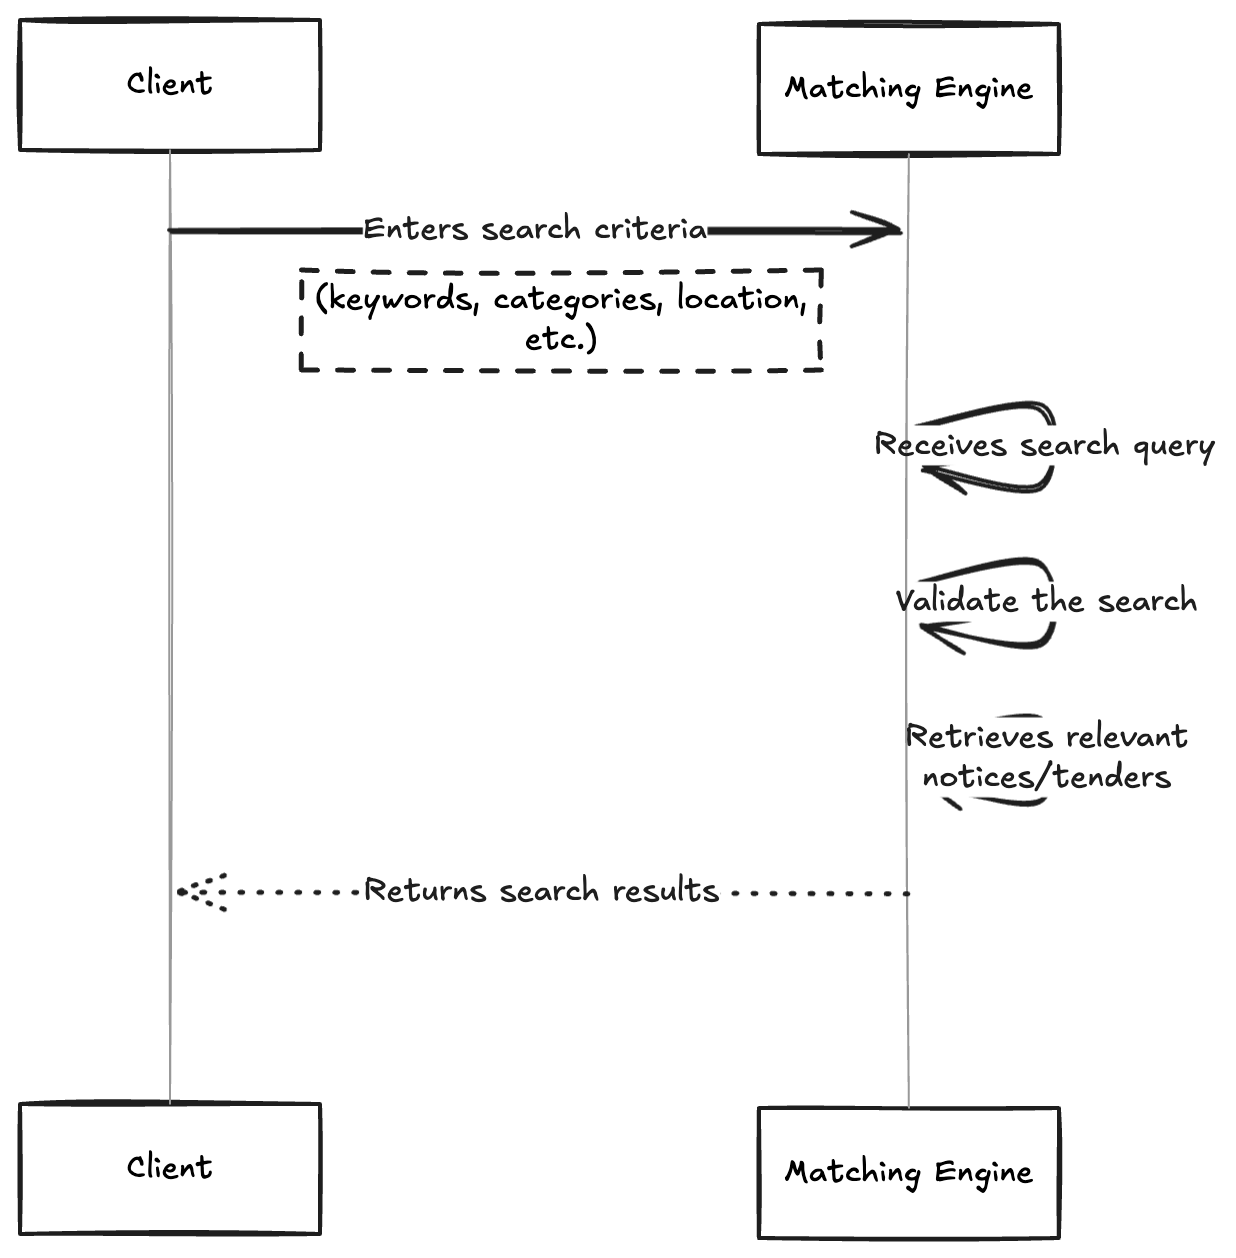 Client
Matching Engine
Enters search criteria
(keywords, categories, location,
etc.)
Receives search query
Validate the search
Retrieves relevant
notices/tenders
Returns search results
Client
Matching Engine